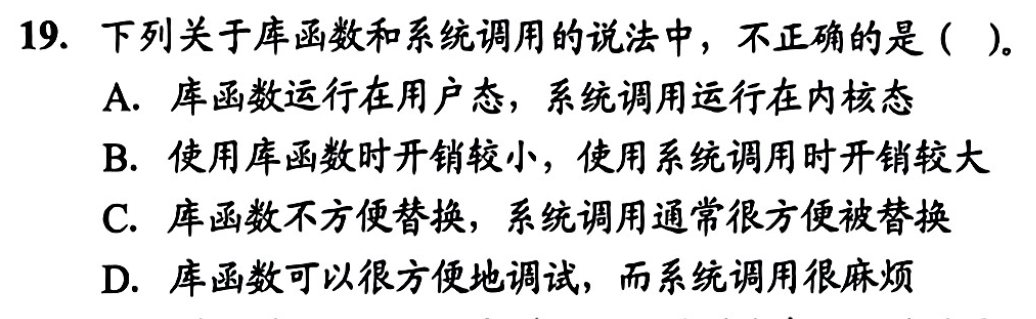 19. 下列关于库函数和系统调用的说法中，不正确的是（ ）。
A. 库函数运行在用户态，系统调用运行在内核态
B. 使用库函数时开销较小，使用系统调用时开销较大
C. 库函数不方便替换，系统调用通常很方便被替换
D. 库函数可以很方便地调试，而系统调用很麻烦